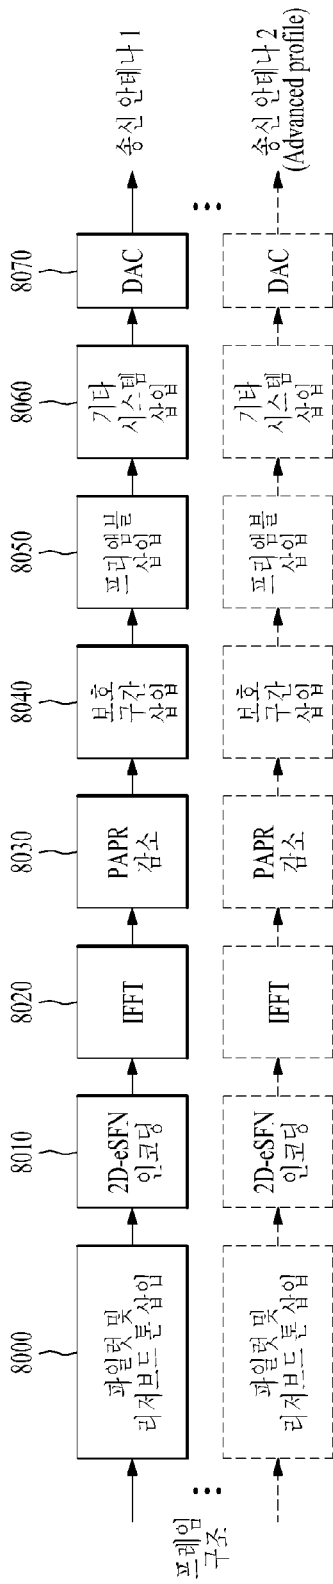 프레임
구조
8000
파일럿 및
리저브드 톤 삽입
8010
2D-eSFN
인코딩
8020
IFFT
8030
PAPR
감소
8040
보호
구간
삽입
8050
프리앰블
삽입
8060
기타
시스템
삽입
8070
DAC
송신 안테나 1
파일럿 및
리저브드 톤 삽입
2D-eSFN
인코딩
IFFT
PAPR
감소
보호
구간
삽입
프리앰블
삽입
기타
시스템
삽입
DAC
송신 안테나 2
(Advanced profile)